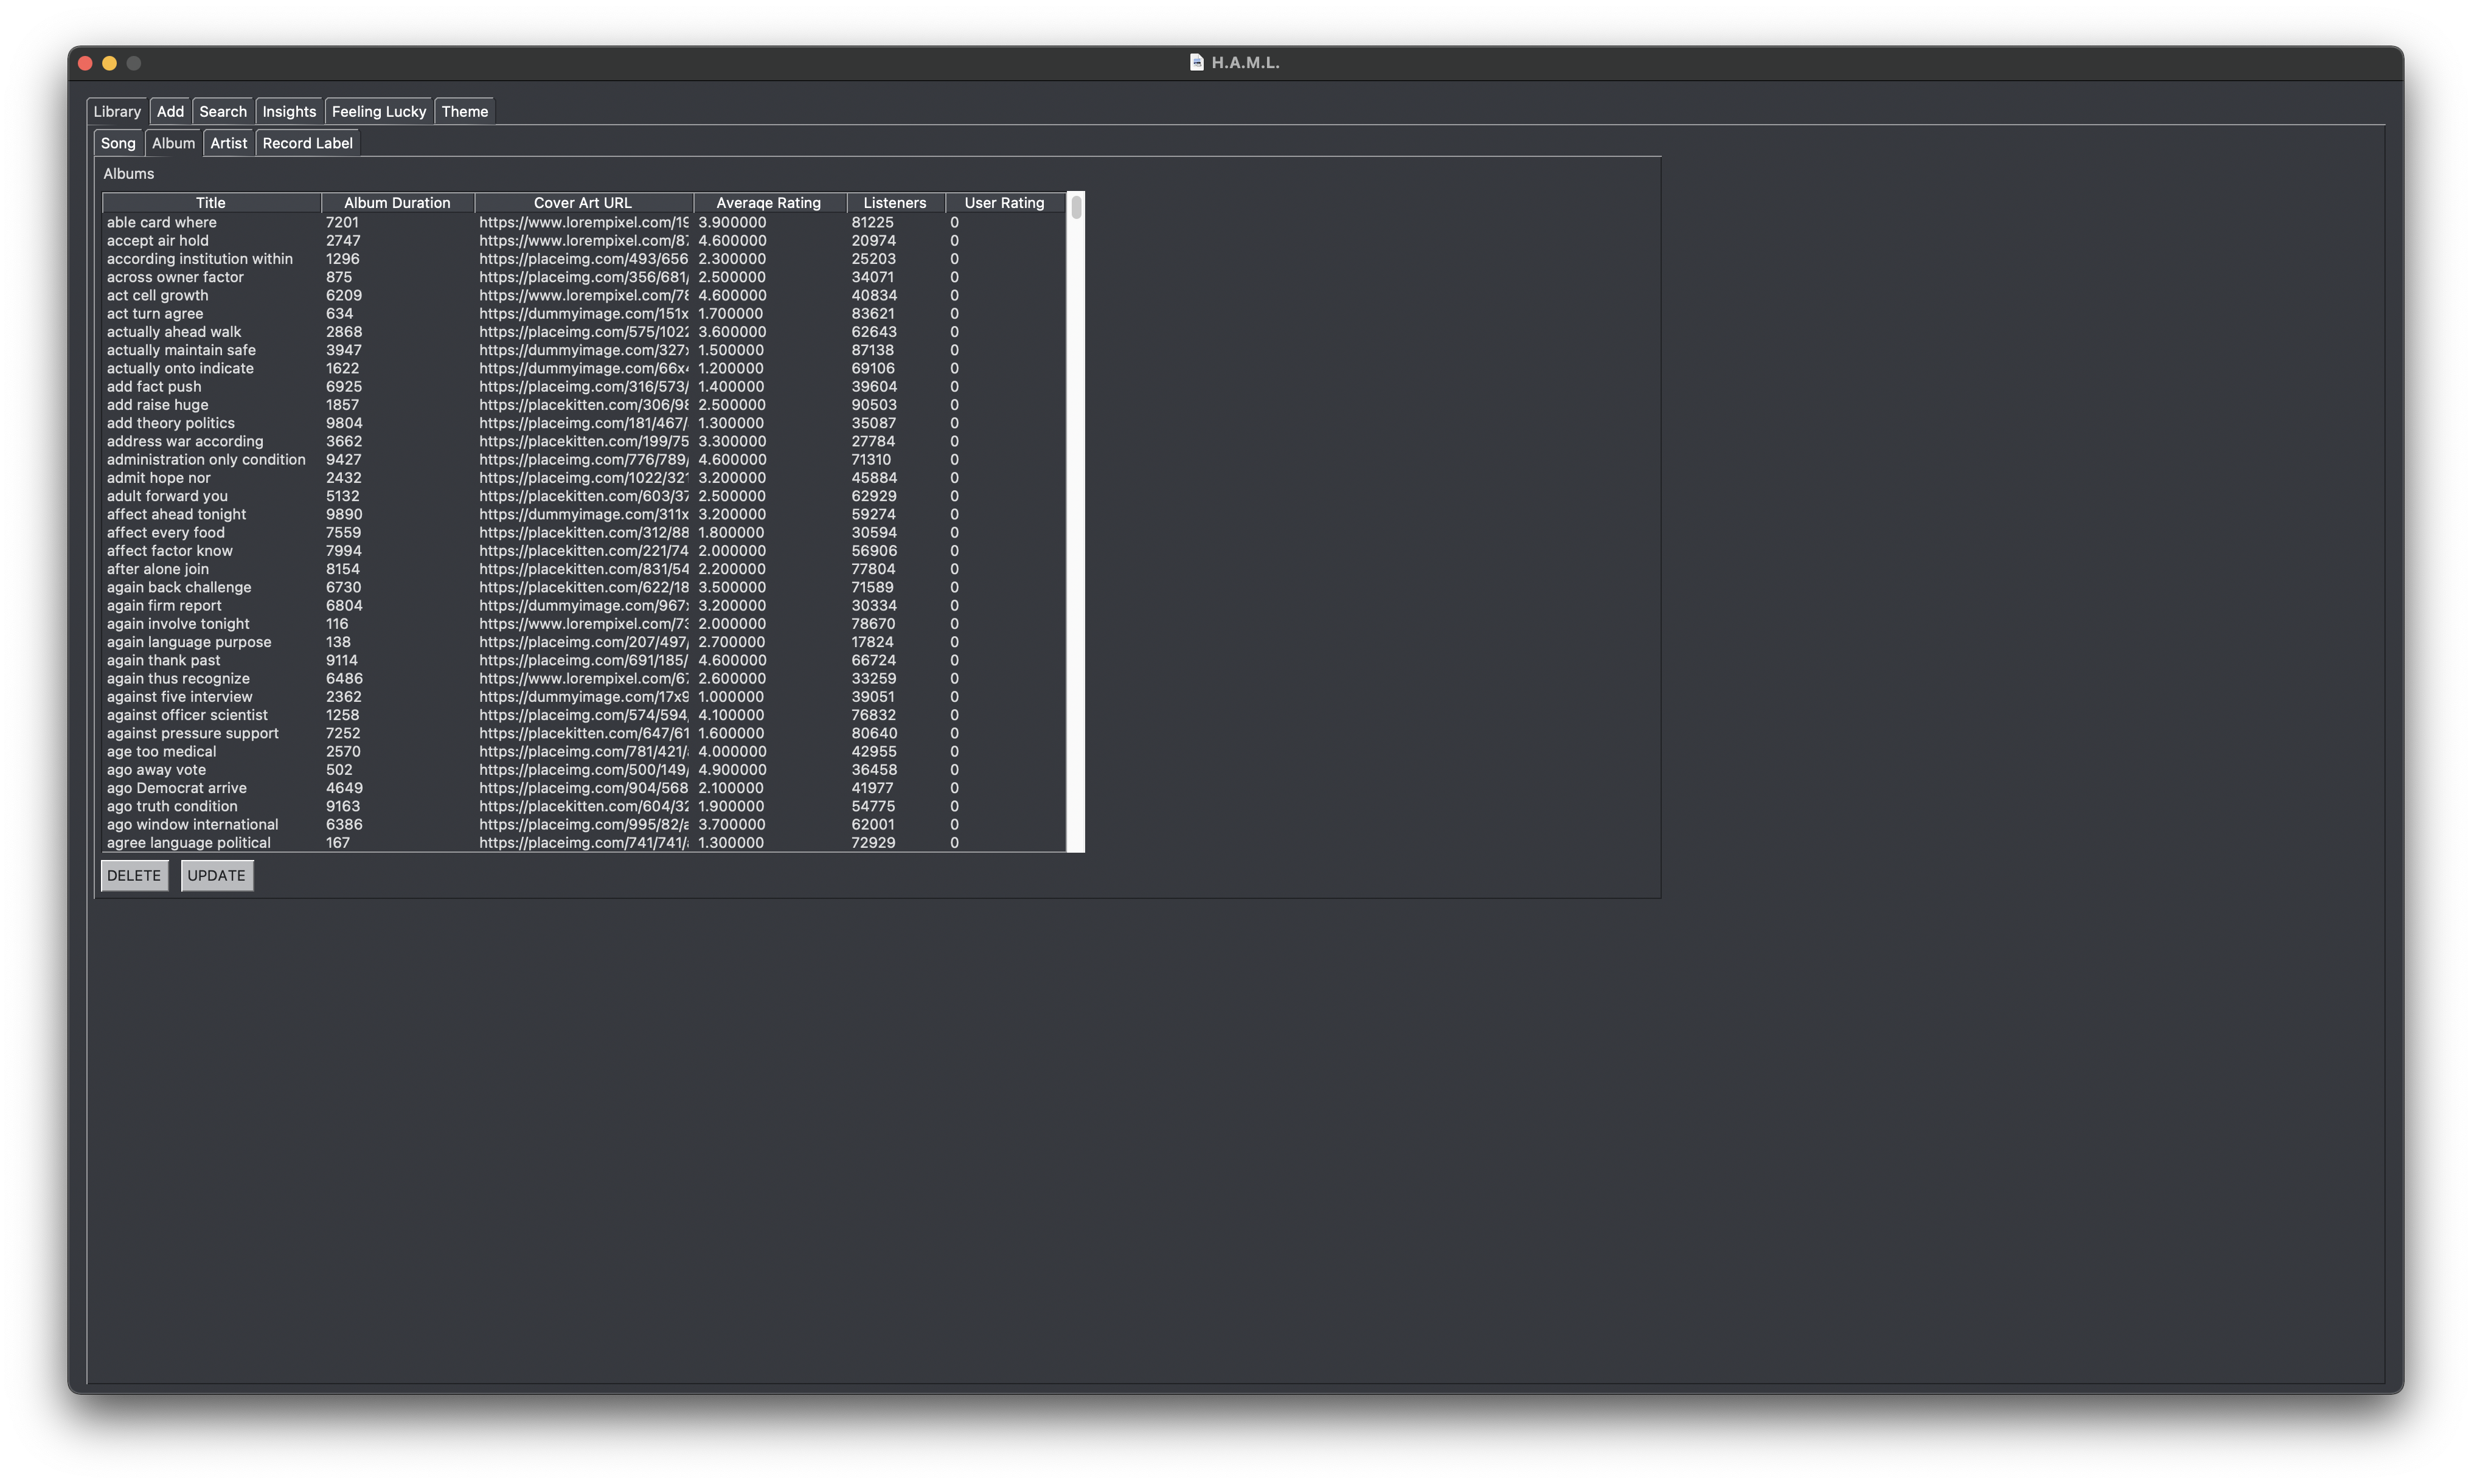 H.A.M.L.
Library Add Search Insights Feeling Lucky Theme
Song Album Artist Record Label
Albums
Title Album Duration Cover Art URL Average Rating Listeners User Rating
able card where 7201 https://www.lorempixel.com/19 3.900000 81225 0
accept air hold 2747 https://www.lorempixel.com/87 4.600000 20974 0
according institution within 1296 https://placeimg.com/493/656 2.300000 25203 0
across owner factor 875 https://placeimg.com/356/681/ 2.500000 34071 0
act cell growth 6209 https://www.lorempixel.com/78 4.600000 40834 0
act turn agree 634 https://dummyimage.com/151x 1.700000 83621 0
actually ahead walk 2868 https://placeimg.com/575/1022 3.600000 62643 0
actually maintain safe 3947 https://dummyimage.com/327x 1.500000 87138 0
actually onto indicate 1622 https://dummyimage.com/66x4 1.200000 69106 0
add fact push 6925 https://placeimg.com/316/573/ 1.400000 39604 0
add raise huge 1857 https://placekitten.com/306/98 2.500000 90503 0
add theory politics 9804 https://placeimg.com/181/467/ 1.300000 35087 0
address war according 3662 https://placekitten.com/199/75 3.300000 27784 0
administration only condition 9427 https://placeimg.com/776/789/ 4.600000 71310 0
admit hope nor 2432 https://placeimg.com/1022/321 3.200000 45884 0
adult forward you 5132 https://placekitten.com/603/37 2.500000 62929 0
affect ahead tonight 9890 https://dummyimage.com/311x 3.200000 59274 0
affect every food 7559 https://placekitten.com/312/88 1.800000 30594 0
affect factor know 7994 https://placekitten.com/221/74 2.000000 56906 0
after alone join 8154 https://placekitten.com/831/54 2.200000 77804 0
again back challenge 6730 https://placekitten.com/622/18 3.500000 71589 0
again firm report 6804 https://dummyimage.com/967x 3.200000 30334 0
again involve tonight 116 https://www.lorempixel.com/73 2.000000 78670 0
again language purpose 138 https://placeimg.com/207/497/ 2.700000 17824 0
again thank past 9114 https://placeimg.com/691/185/ 4.600000 66724 0
again thus recognize 6486 https://www.lorempixel.com/67 2.600000 33259 0
against five interview 2362 https://dummyimage.com/17x9 1.000000 39051 0
against officer scientist 1258 https://placeimg.com/574/594/ 4.100000 76832 0
against pressure support 7252 https://placekitten.com/647/61 1.600000 80640 0
age too medical 2570 https://placeimg.com/781/421/ 4.000000 42955 0
ago away vote 502 https://placeimg.com/500/149/ 4.900000 36458 0
ago Democrat arrive 4649 https://placeimg.com/904/568 2.100000 41977 0
ago truth condition 9163 https://placekitten.com/604/32 1.900000 54775 0
ago window international 6386 https://placeimg.com/995/82/a 3.700000 62001 0
agree language political 167 https://placeimg.com/741/741/ 1.300000 72929 0
DELETE UPDATE